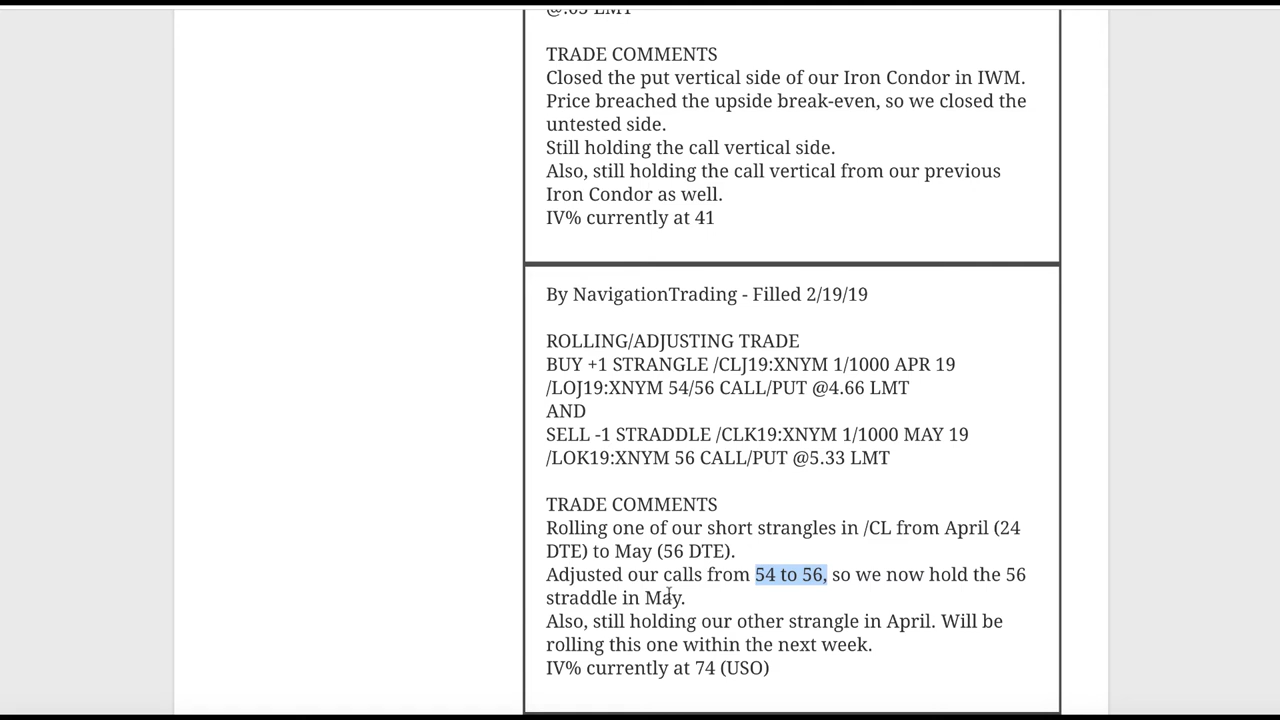 @.05 LMT
TRADE COMMENTS
Closed the put vertical side of our Iron Condor in IWM.
Price breached the upside break-even, so we closed the
untested side.
Still holding the call vertical side.
Also, still holding the call vertical from our previous
Iron Condor as well.
IV% currently at 41
By NavigationTrading - Filled 2/19/19
ROLLING/ADJUSTING TRADE
BUY +1 STRANGLE /CLJ19:XNYM 1/1000 APR 19
/LOJ19:XNYM 54/56 CALL/PUT @4.66 LMT
AND
SELL -1 STRADDLE /CLK19:XNYM 1/1000 MAY 19
/LOK19:XNYM 56 CALL/PUT @5.33 LMT
TRADE COMMENTS
Rolling one of our short strangles in /CL from April (24
DTE) to May (56 DTE).
Adjusted our calls from 54 to 56, so we now hold the 56
straddle in May.
Also, still holding our other strangle in April. Will be
rolling this one within the next week.
IV% currently at 74 (USO)